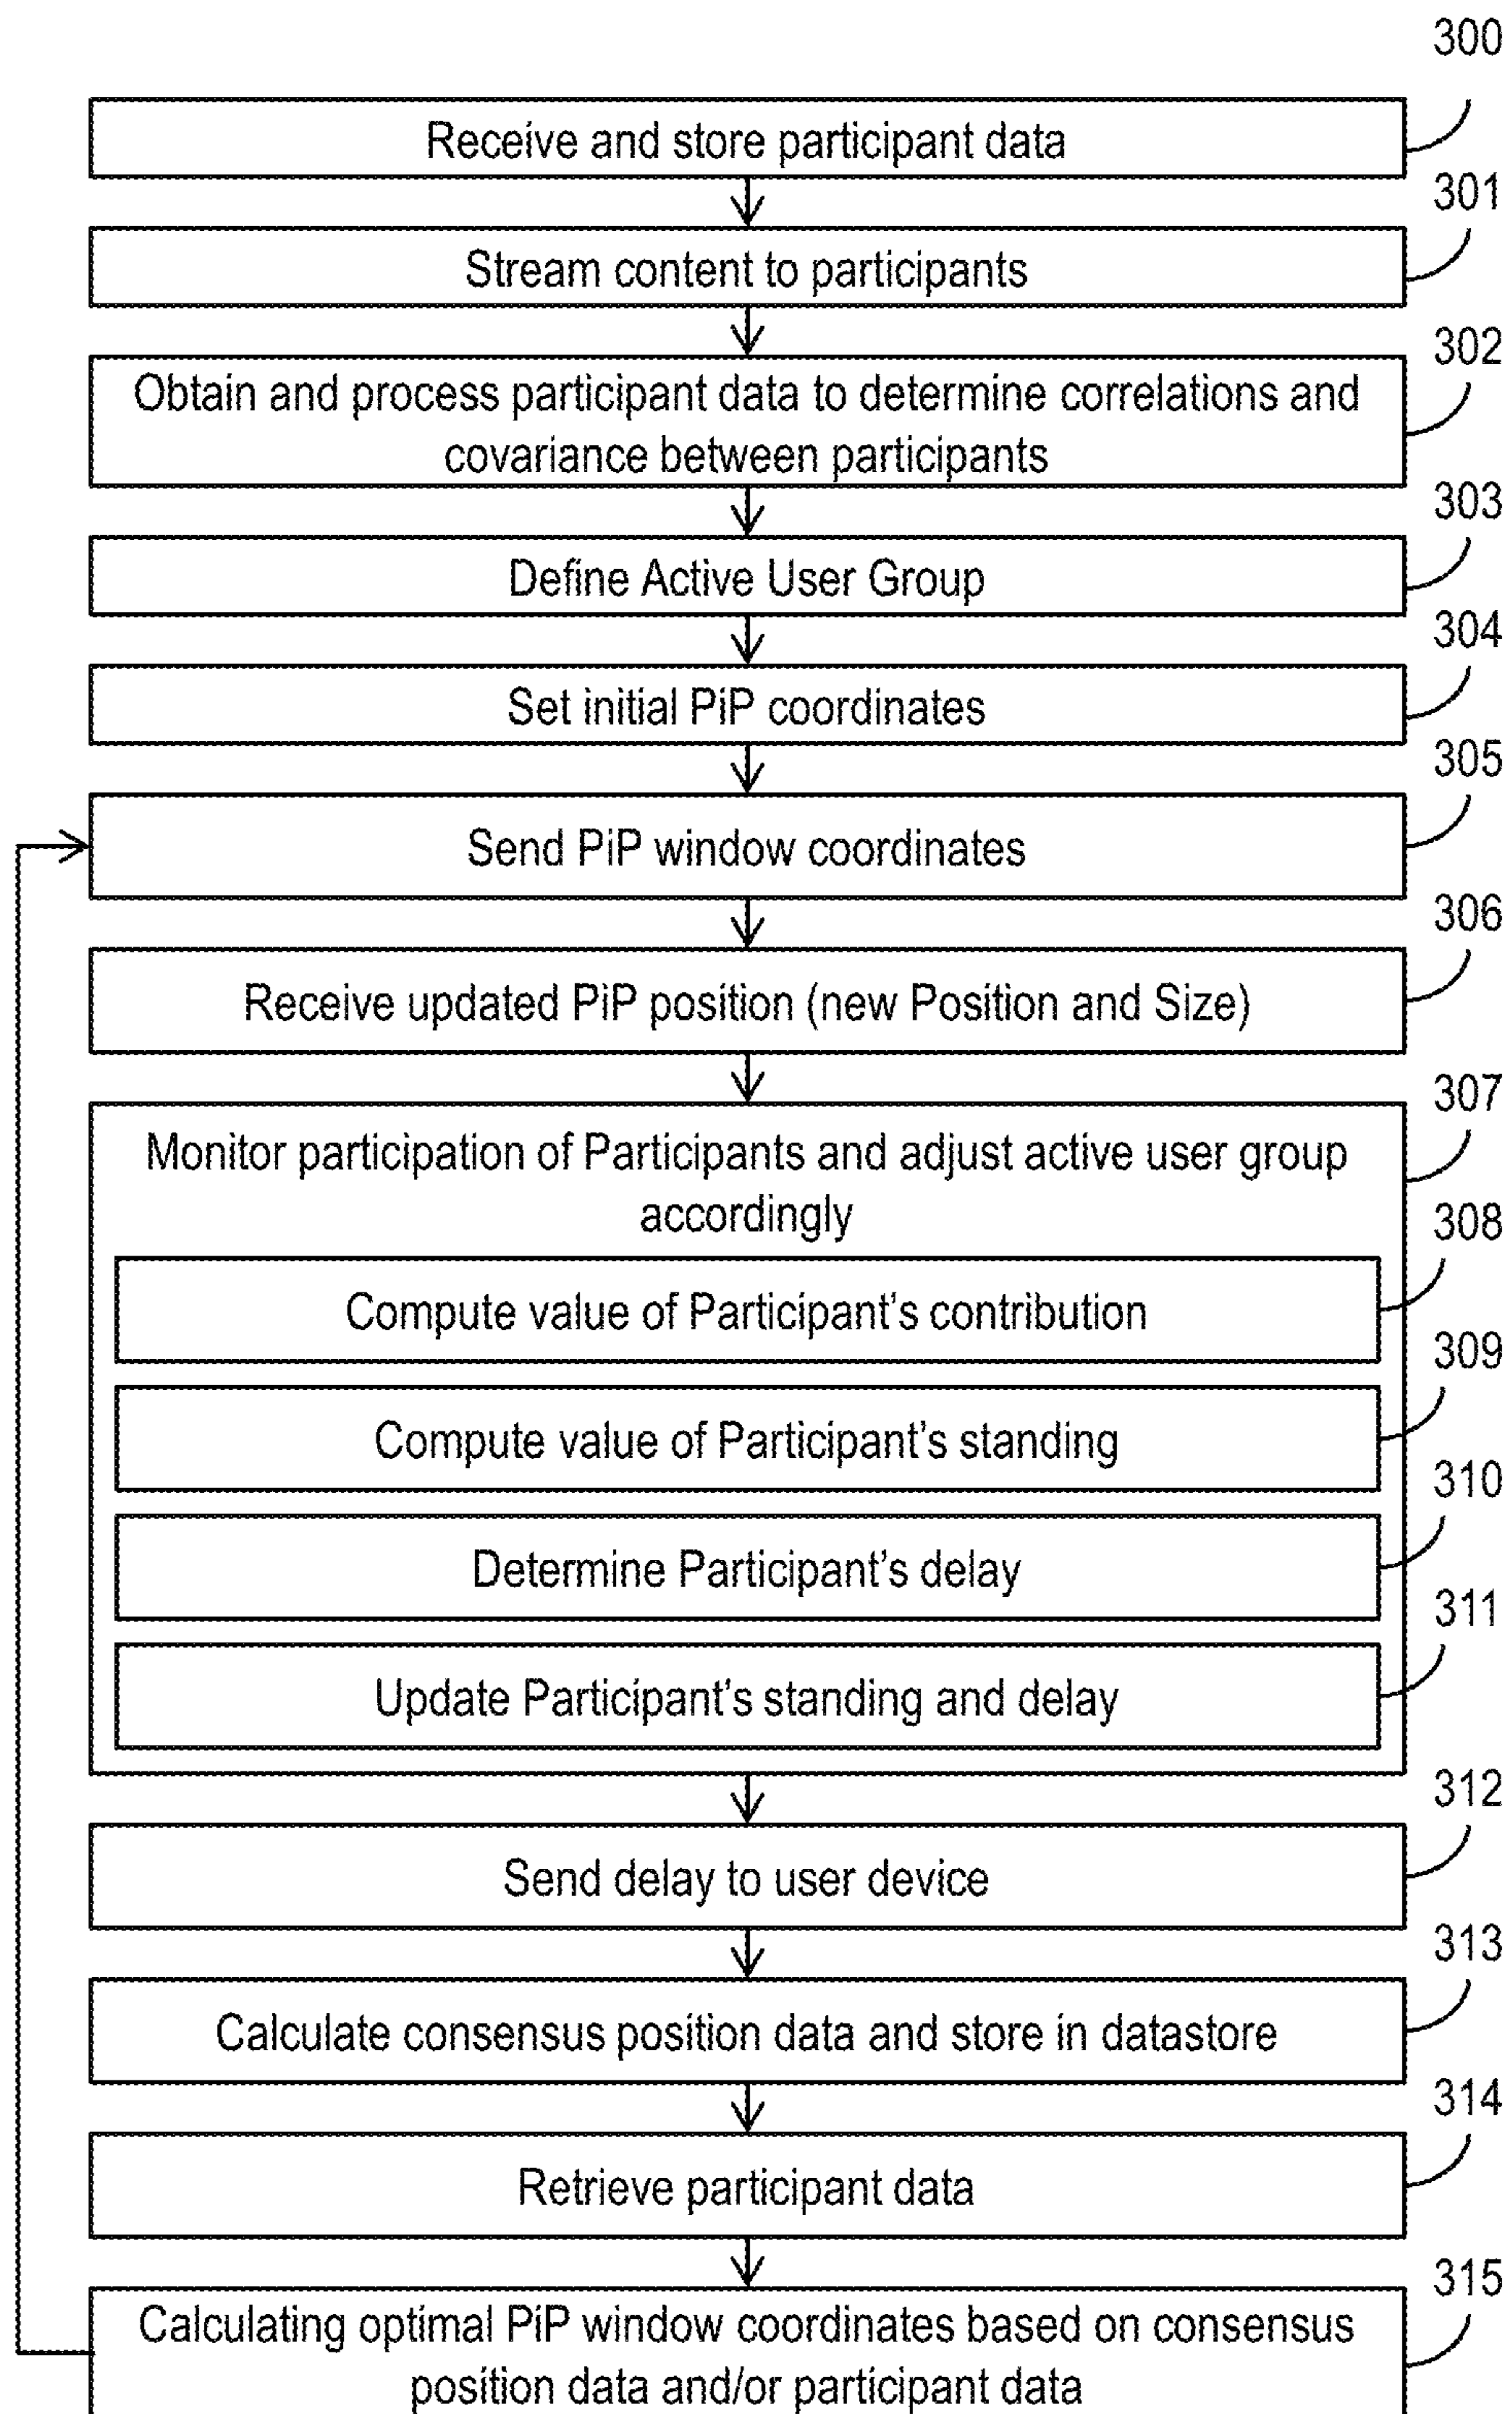 300
Receive and store participant data
301
Stream content to participants
302
Obtain and process participant data to determine correlations and
covariance between participants
303
Define Active User Group
304
Set initial PiP coordinates
305
Send PiP window coordinates
306
Receive updated PiP position (new Position and Size)
307
Monitor participation of Participants and adjust active user group
accordingly
308
Compute value of Participant's contribution
309
Compute value of Participant's standing
310
Determine Participant's delay
311
Update Participant's standing and delay
312
Send delay to user device
313
Calculate consensus position data and store in datastore
314
Retrieve participant data
315
Calculating optimal PiP window coordinates based on consensus
position data and/or participant data